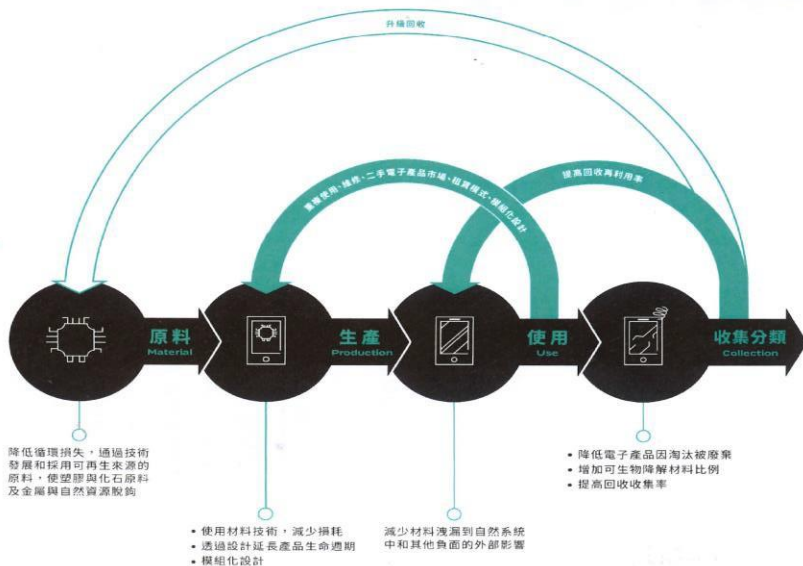 升級回收
重複使用、維修、二手電子產品市場、租賃模式、模組化設計
提高回收再利用率
原料
Material
生產
Production
使用
Use
收集分類
Collection
降低循環損失，通過技術
發展和採用可再生來源的
原料，使塑膠與化石原料
及金屬與自然資源脫鉤
• 使用材料技術，減少損耗
• 透過設計延長產品生命週期
• 模組化設計
減少材料洩漏到自然系統
中和其他負面的外部影響
• 降低電子產品因淘汰被廢棄
• 增加可生物降解材料比例
• 提高回收收集率